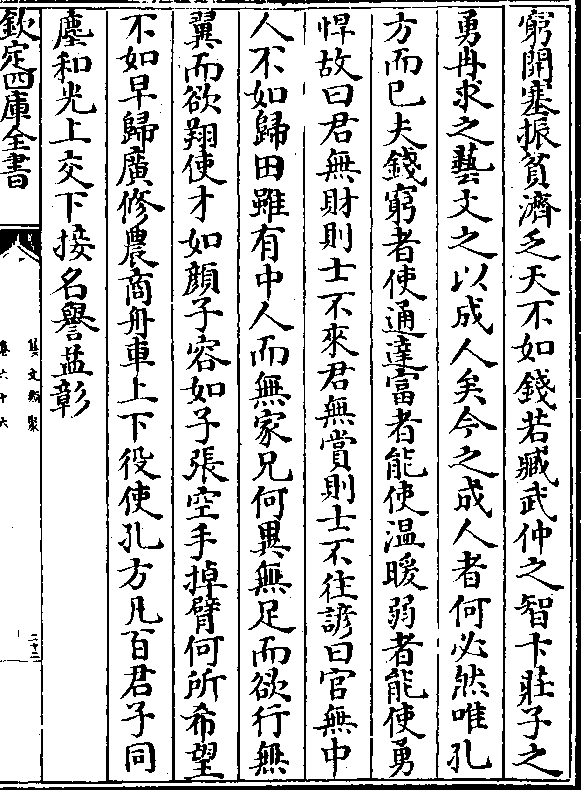 窮開塞振貧濟乏天不如錢若臧武仲之智卞莊子之
勇冉求之藝文之以成人矣今之成人者何必然唯孔
方而已夫錢窮者使通達富者能使温暖弱者能使勇
悍故曰君無財則士不來君無賞則士不往諺曰官無中
人不如歸田雖有中人而無家兄何異無足而欲行無
翼而欲翔使才如顔子容如子張空手掉臂何所希望
不如早歸廣修農商舟車上下役使孔方凡百君子同
塵和光上交下接名譽益彰
欽定四庫全書
藝文類聚
卷六十六
二十二